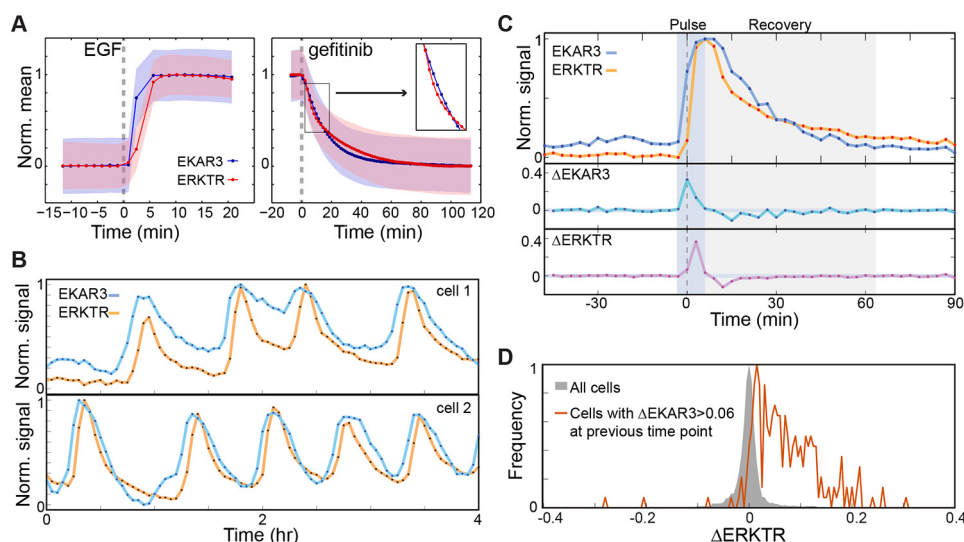 A
EGF
gefitinib
Norm. mean
1
0
1
0
EKAR3
ERKTR
−15 −10 −5 0 5 10 15 20
−20 0 20 40 60 80 100 120
Time (min)
Time (min)
B
EKAR3
ERKTR
cell 1
Norm. signal
1
0
cell 2
Norm. signal
1
0
0 2 4
Time (hr)
C
Pulse
Recovery
EKAR3
ERKTR
Norm. signal
1
0
ΔEKAR3
0.4
0
ΔERKTR
0.4
0
-30 0 30 60 90
Time (min)
D
All cells
Cells with ΔEKAR3>0.06
at previous time point
Frequency
1
0
-0.4 -0.2 0 0.2 0.4
ΔERKTR